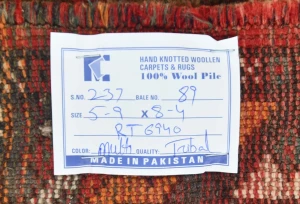 HAND KNOTTED WOOLLEN
CARPETS & RUGS
100% Wool Pile
S.NO. 237 BALE NO. 89
SIZE 5-9 x 8-4
RT 6940
COLOR: multi QUALITY: Tribal
MADE IN PAKISTAN